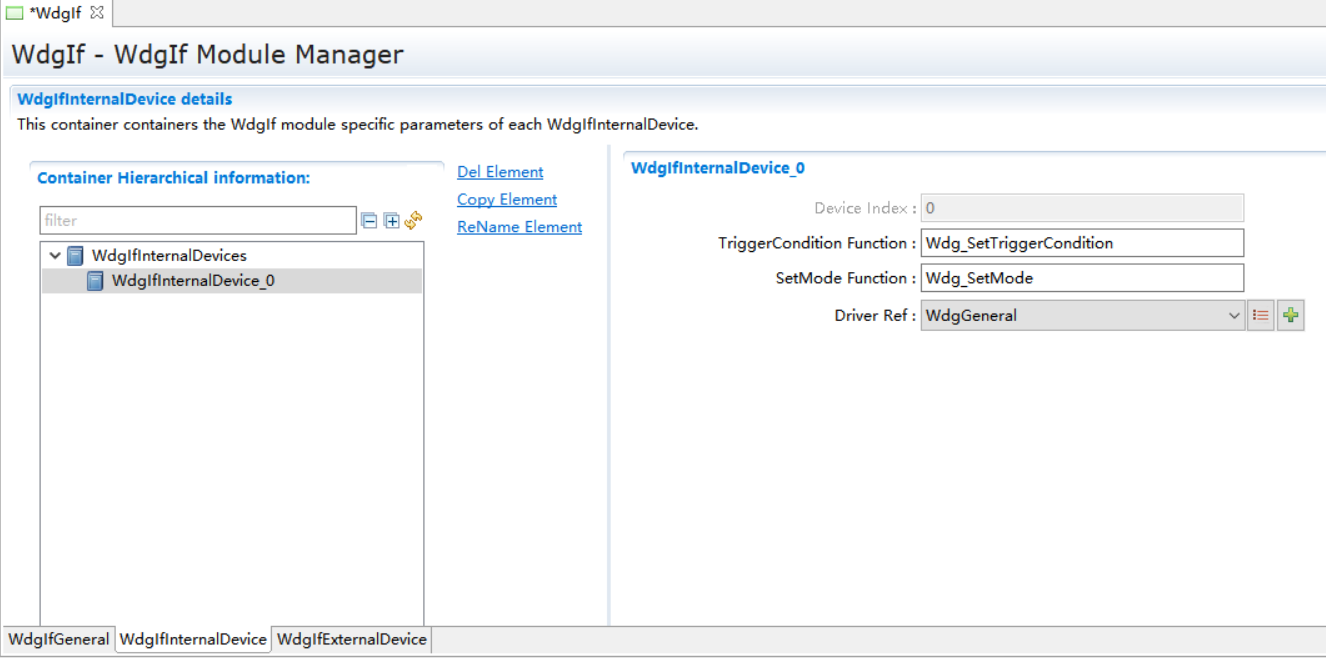 *WdgIf
WdgIf - WdgIf Module Manager
WdgIfInternalDevice details
This container containers the WdgIf module specific parameters of each WdgIfInternalDevice.
Container Hierarchical information:
filter
WdgIfInternalDevices
WdgIfInternalDevice_0
Del Element
Copy Element
ReName Element
WdgIfInternalDevice_0
Device Index : 0
TriggerCondition Function : Wdg_SetTriggerCondition
SetMode Function : Wdg_SetMode
Driver Ref : WdgGeneral
WdgIfGeneral WdgIfInternalDevice WdgIfExternalDevice